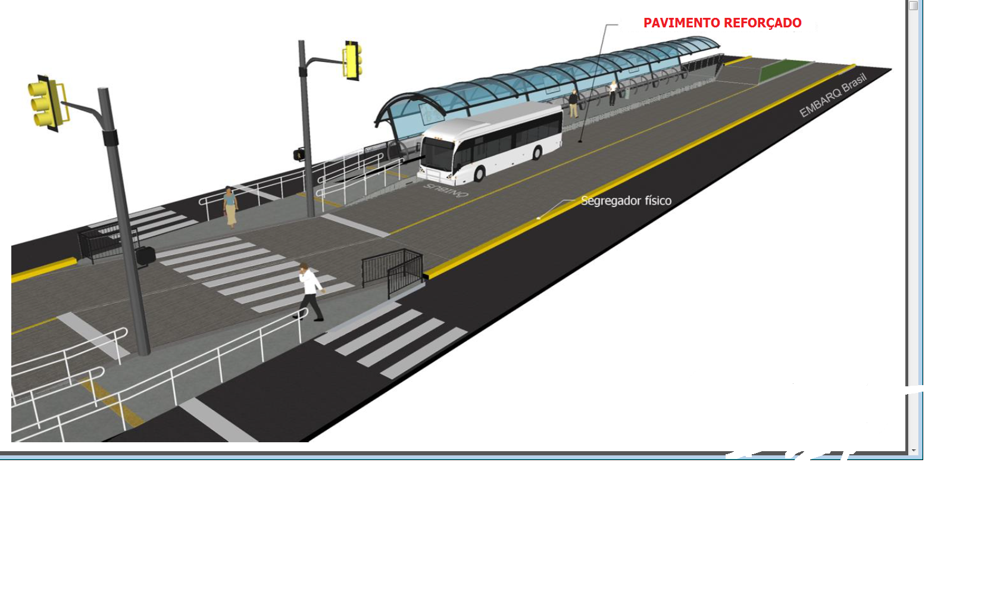 PAVIMENTO REFORÇADO
EMBARQ Brasil
ÔNIBUS
Segregador físico